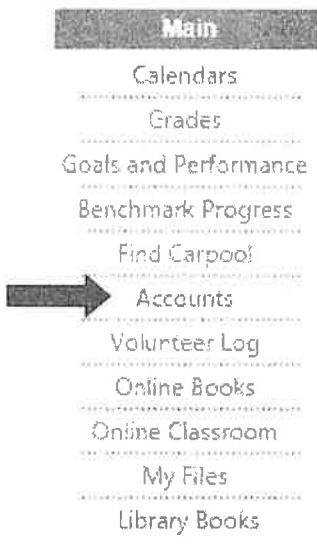 Main
Calendars
Grades
Goals and Performance
Benchmark Progress
Find Carpool
Accounts
Volunteer Log
Online Books
Online Classroom
My Files
Library Books